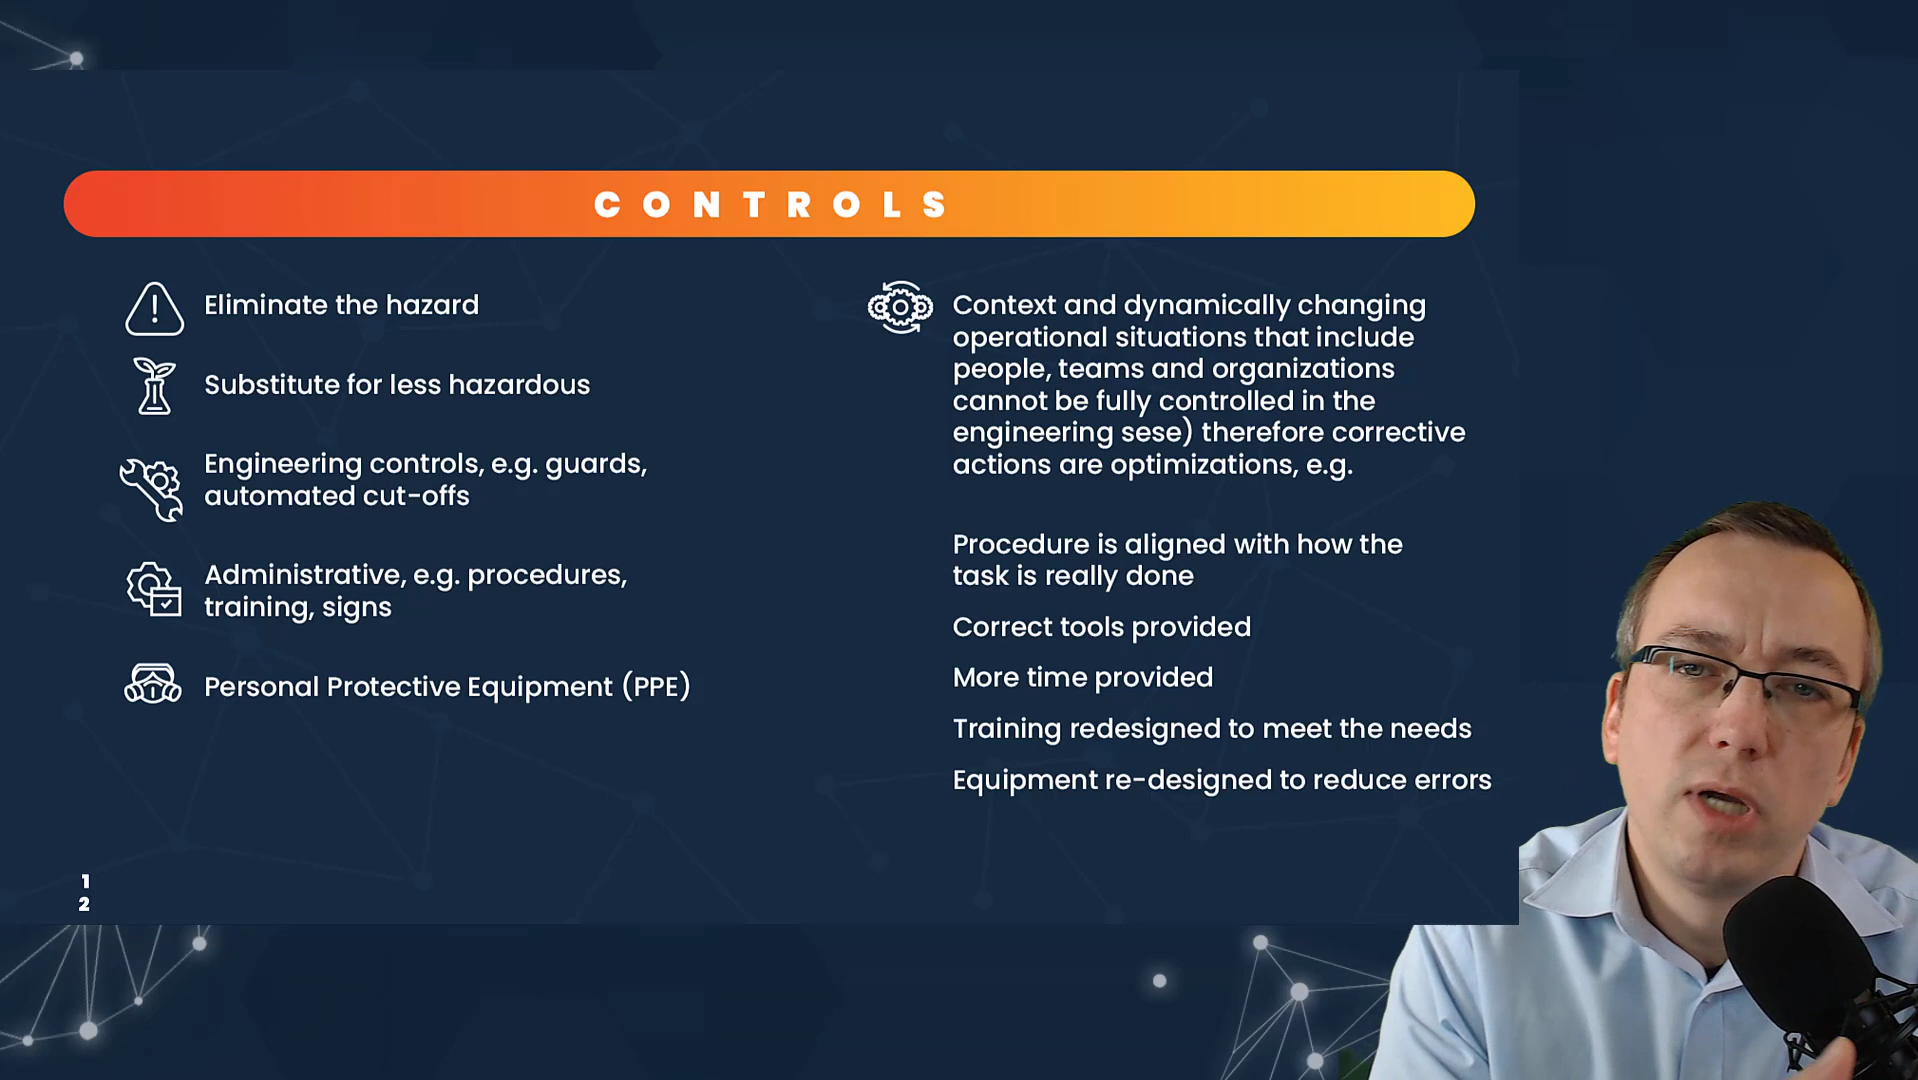 CONTROLS
Eliminate the hazard
Substitute for less hazardous
Engineering controls, e.g. guards,
automated cut-offs
Administrative, e.g. procedures,
training, signs
Personal Protective Equipment (PPE)
Context and dynamically changing
operational situations that include
people, teams and organizations
cannot be fully controlled in the
engineering sese) therefore corrective
actions are optimizations, e.g.
Procedure is aligned with how the
task is really done
Correct tools provided
More time provided
Training redesigned to meet the needs
Equipment re-designed to reduce errors
1
2